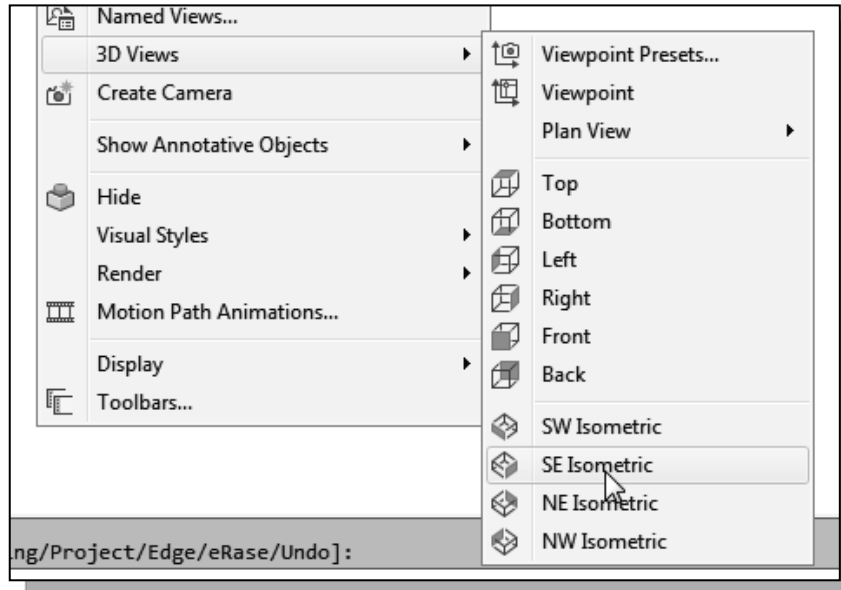 Named Views...
3D Views
Create Camera
Show Annotative Objects
Hide
Visual Styles
Render
Motion Path Animations...
Display
Toolbars...
Viewpoint Presets...
Viewpoint
Plan View
Top
Bottom
Left
Right
Front
Back
SW Isometric
SE Isometric
NE Isometric
NW Isometric
ng/Project/Edge/eRase/Undo]: